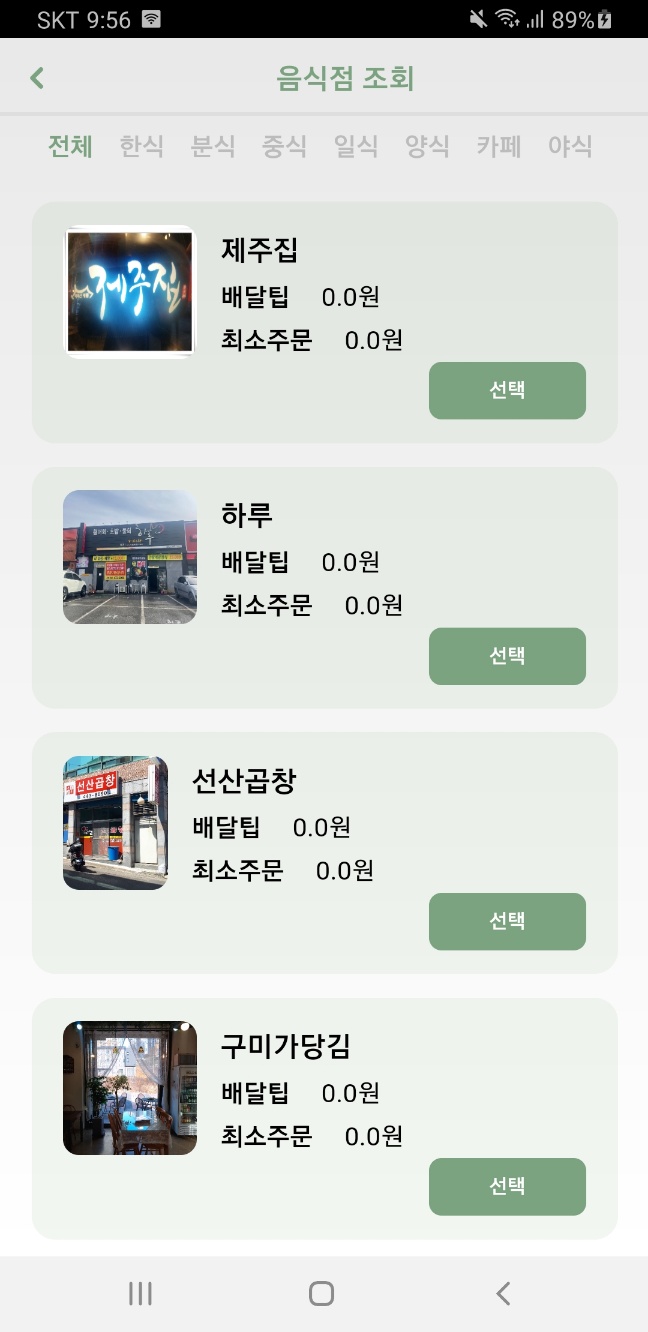 SKT 9:56
89%
음식점 조회
전체 한식 분식 중식 일식 양식 카페 야식
제주집
제주집
배달팁 0.0원
최소주문 0.0원
선택
하루
배달팁 0.0원
최소주문 0.0원
선택
선산곱창
선산곱창
배달팁 0.0원
최소주문 0.0원
선택
구미가당김
배달팁 0.0원
최소주문 0.0원
선택